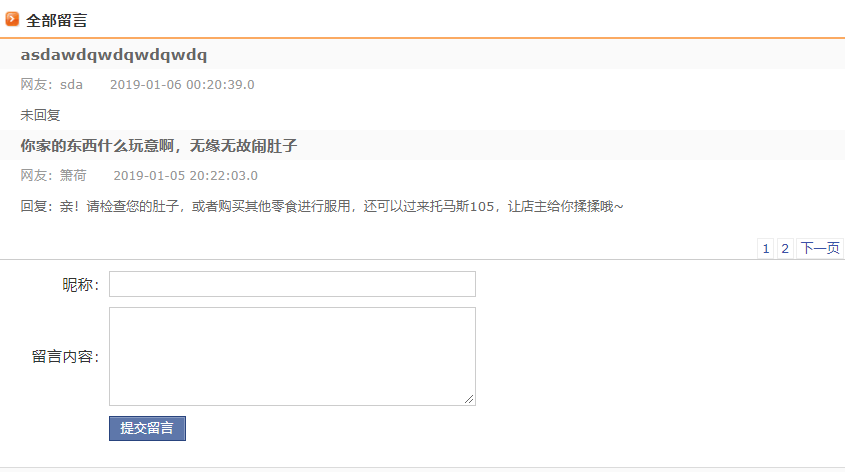 全部留言
asdawdqwdqwdqwdq
网友：sda 2019-01-06 00:20:39.0
未回复
你家的东西什么玩意啊，无缘无故闹肚子
网友：箫荷 2019-01-05 20:22:03.0
回复：亲！请检查您的肚子，或者购买其他零食进行服用，还可以过来托马斯105，让店主给你揉揉哦~
1 2 下一页
昵称：
留言内容：
提交留言